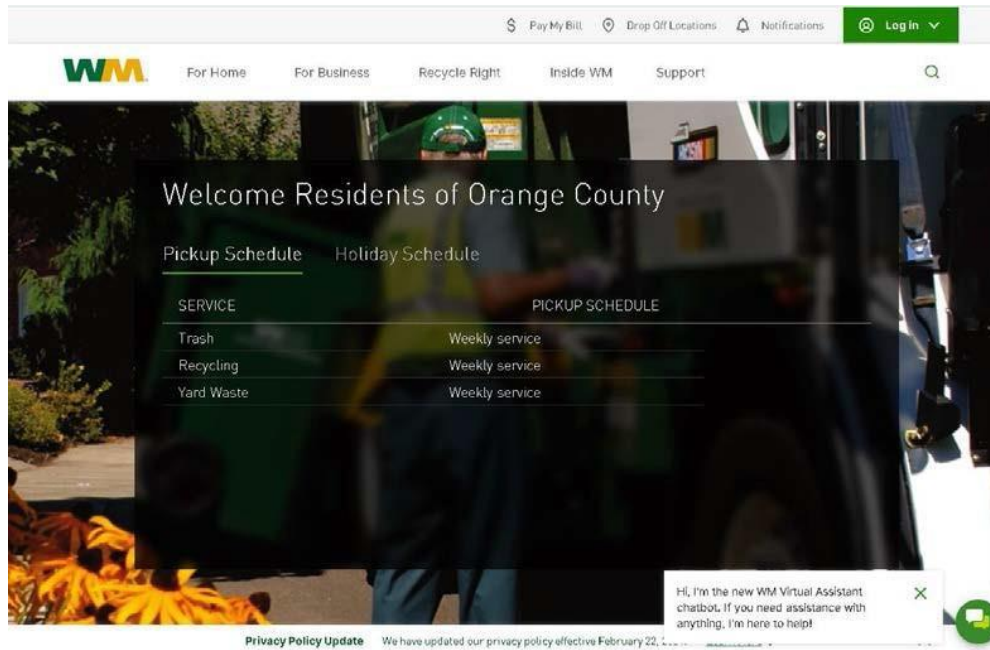 Pay My Bill Drop Off Locations Notifications Log in
WM. For Home For Business Recycle Right Inside WM Support
Welcome Residents of Orange County
Pickup Schedule Holiday Schedule
SERVICE PICKUP SCHEDULE
Trash Weekly service
Recycling Weekly service
Yard Waste Weekly service
Hi, I'm the new WM Virtual Assistant
chatbot. If you need assistance with
anything, I'm here to help!
Privacy Policy Update We have updated our privacy policy effective February 22,